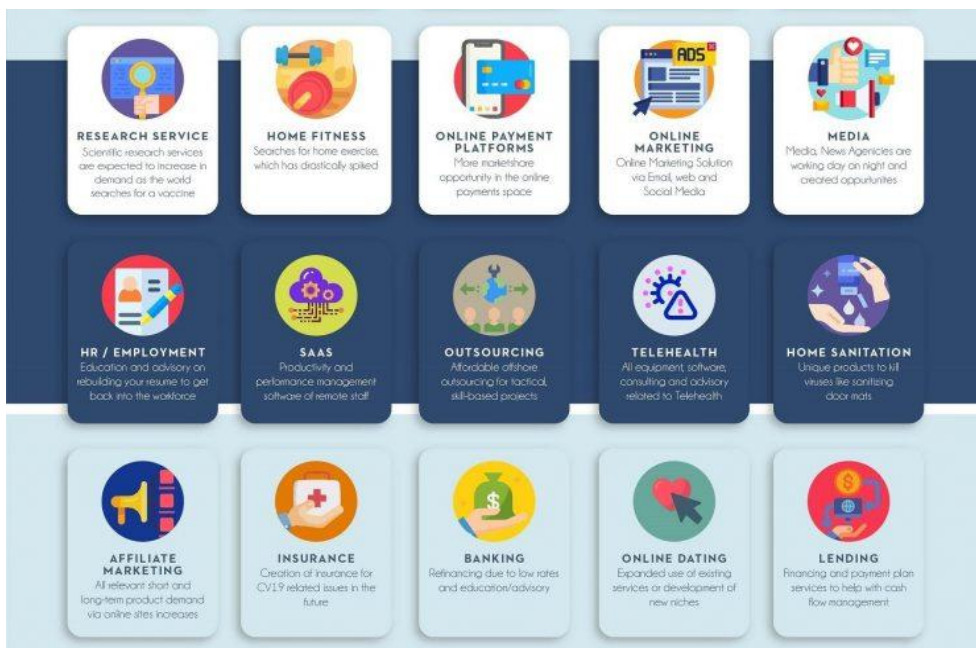 RESEARCH SERVICE
Scientific research services
are expected to increase in
demand as the world
searches for a vaccine
HOME FITNESS
Searches for home exercise,
which has drastically spiked
ONLINE PAYMENT
PLATFORMS
More marketshare
opportunity in the online
payments space
ADS
ONLINE
MARKETING
Online Marketing Solution
via Email, web and
Social Media
MEDIA
Media, News Agenicies are
working day on night and
created oppurtunites
HR / EMPLOYMENT
Education and advisory on
rebuilding your resume to get
back into the workforce
SAAS
Productivity and
performance management
software of remote staff
OUTSOURCING
Affordable offshore
outsourcing for tactical,
skill-based projects
TELEHEALTH
All equipment, software,
consulting and advisory
related to Telehealth
HOME SANITATION
Unique products to kill
viruses like sanitizing
door mats
AFFILIATE
MARKETING
All relevant short and
long-term product demand
via online sites increases
INSURANCE
Creation of insurance for
CV19 related issues in the
future
$
BANKING
Refinancing due to low rates
and education/advisory
ONLINE DATING
Expanded use of existing
services or development of
new niches
$
LENDING
Financing and payment plan
services to help with cash
flow management